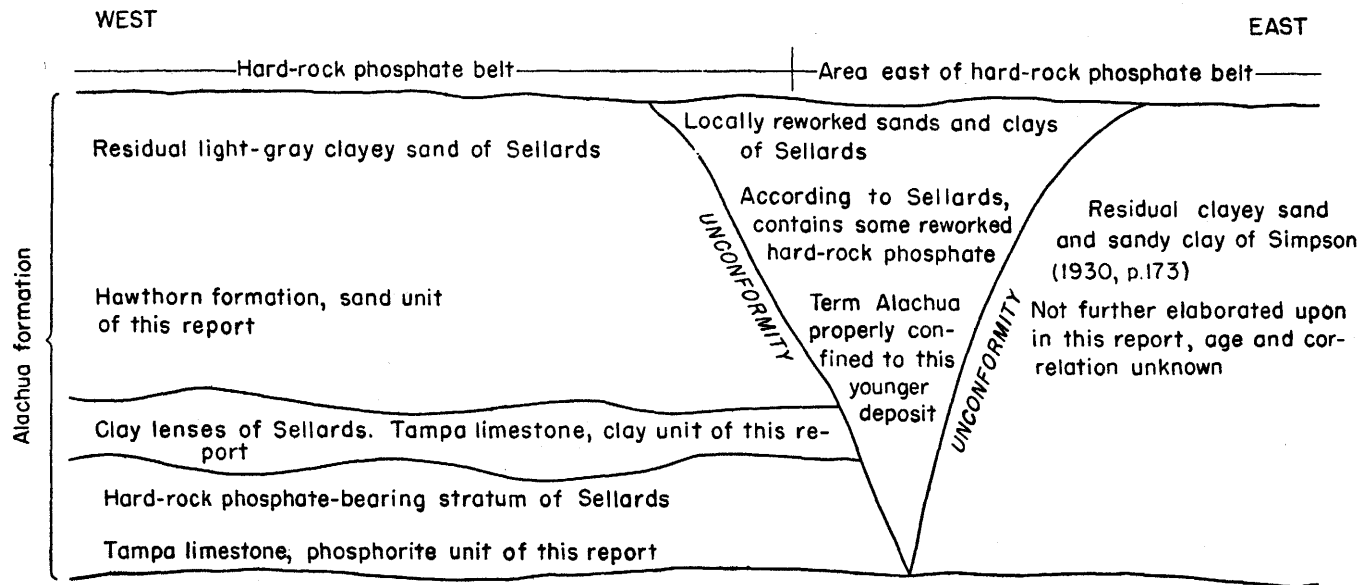 WEST
EAST
Hard-rock phosphate belt
Area east of hard-rock phosphate belt
Alachua formation
Residual light-gray clayey sand of Sellards
Hawthorn formation, sand unit
of this report
Clay lenses of Sellards. Tampa limestone, clay unit of this re-
port
Hard-rock phosphate-bearing stratum of Sellards
Tampa limestone, phosphorite unit of this report
UNCONFORMITY
Locally reworked sands and clays
of Sellards
According to Sellards,
contains some reworked
hard-rock phosphate
Term Alachua
properly con-
fined to this
younger
deposit
UNCONFORMITY
Residual clayey sand
and sandy clay of Simpson
(1930, p.173)
Not further elaborated upon
in this report, age and cor-
relation unknown